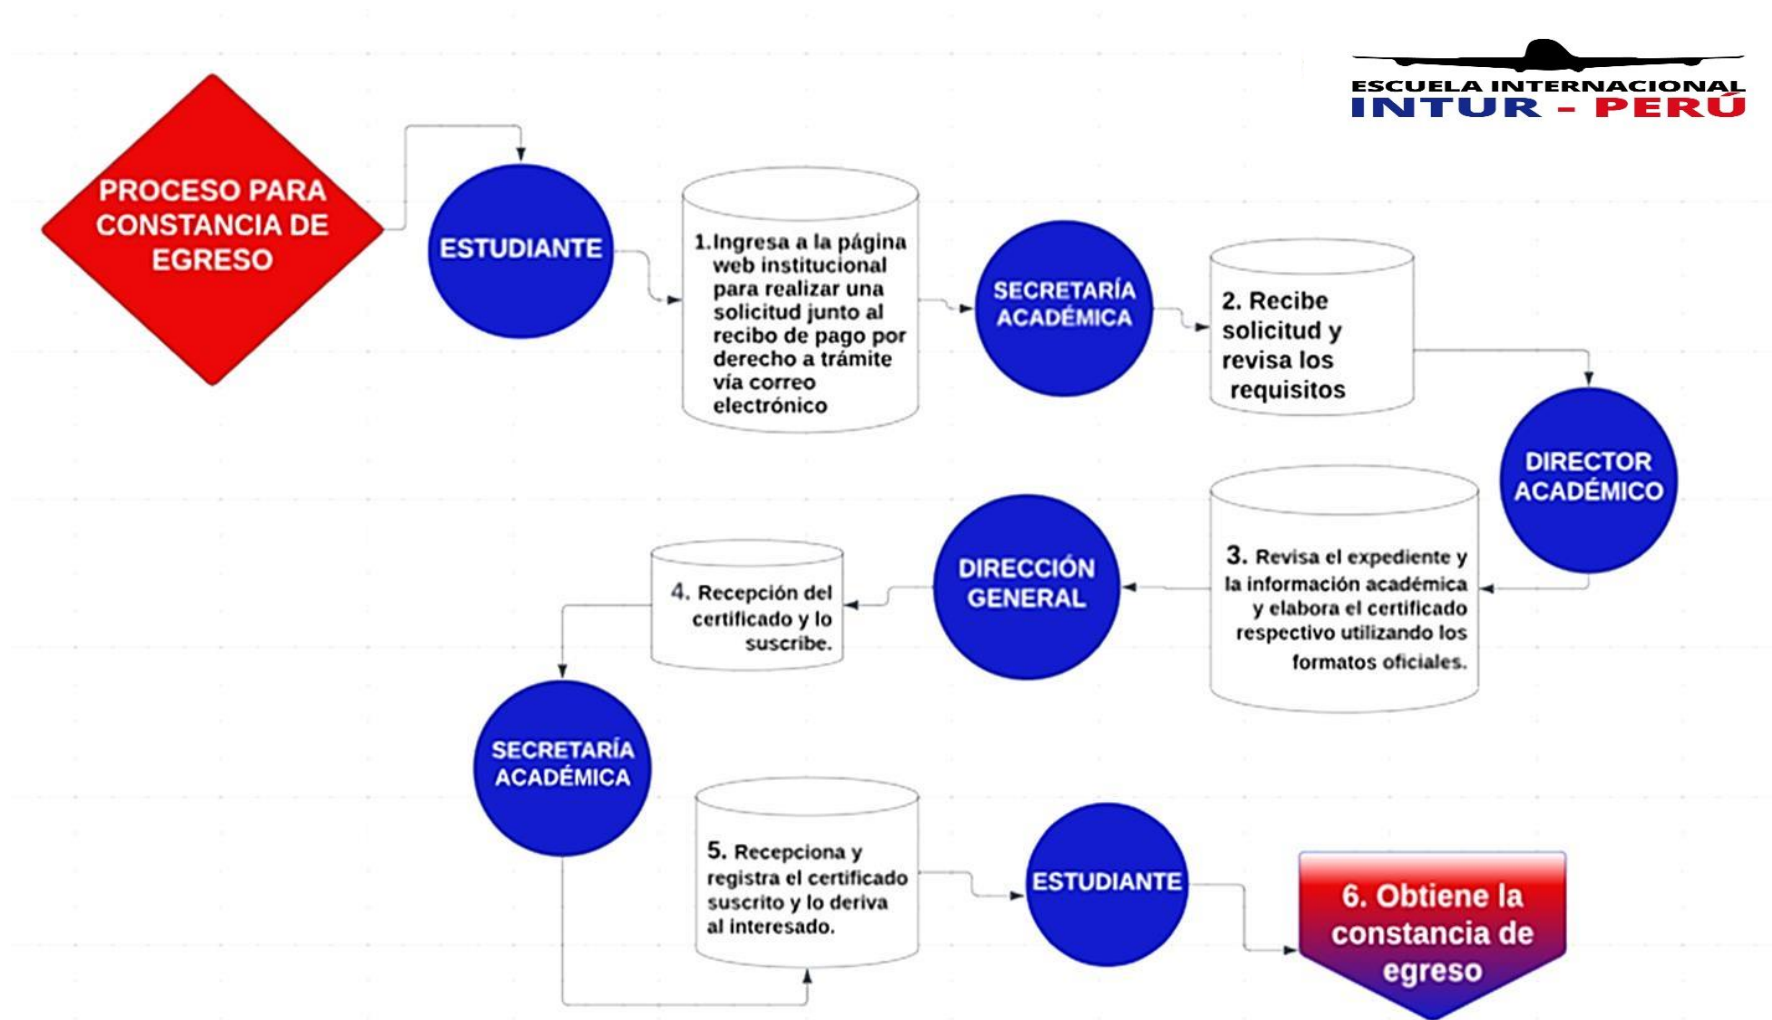 ESCUELA INTERNACIONAL
INTUR - PERÚ
PROCESO PARA
CONSTANCIA DE
EGRESO
ESTUDIANTE
1.Ingresa a la página
web institucional
para realizar una
solicitud junto al
recibo de pago por
derecho a trámite
vía correo
electrónico
SECRETARÍA
ACADÉMICA
2. Recibe
solicitud y
revisa los
requisitos
DIRECTOR
ACADÉMICO
3. Revisa el expediente y
la información académica
y elabora el certificado
respectivo utilizando los
formatos oficiales.
DIRECCIÓN
GENERAL
4. Recepción del
certificado y lo
suscribe.
SECRETARÍA
ACADÉMICA
5. Recepciona y
registra el certificado
suscrito y lo deriva
al interesado.
ESTUDIANTE
6. Obtiene la
constancia de
egreso